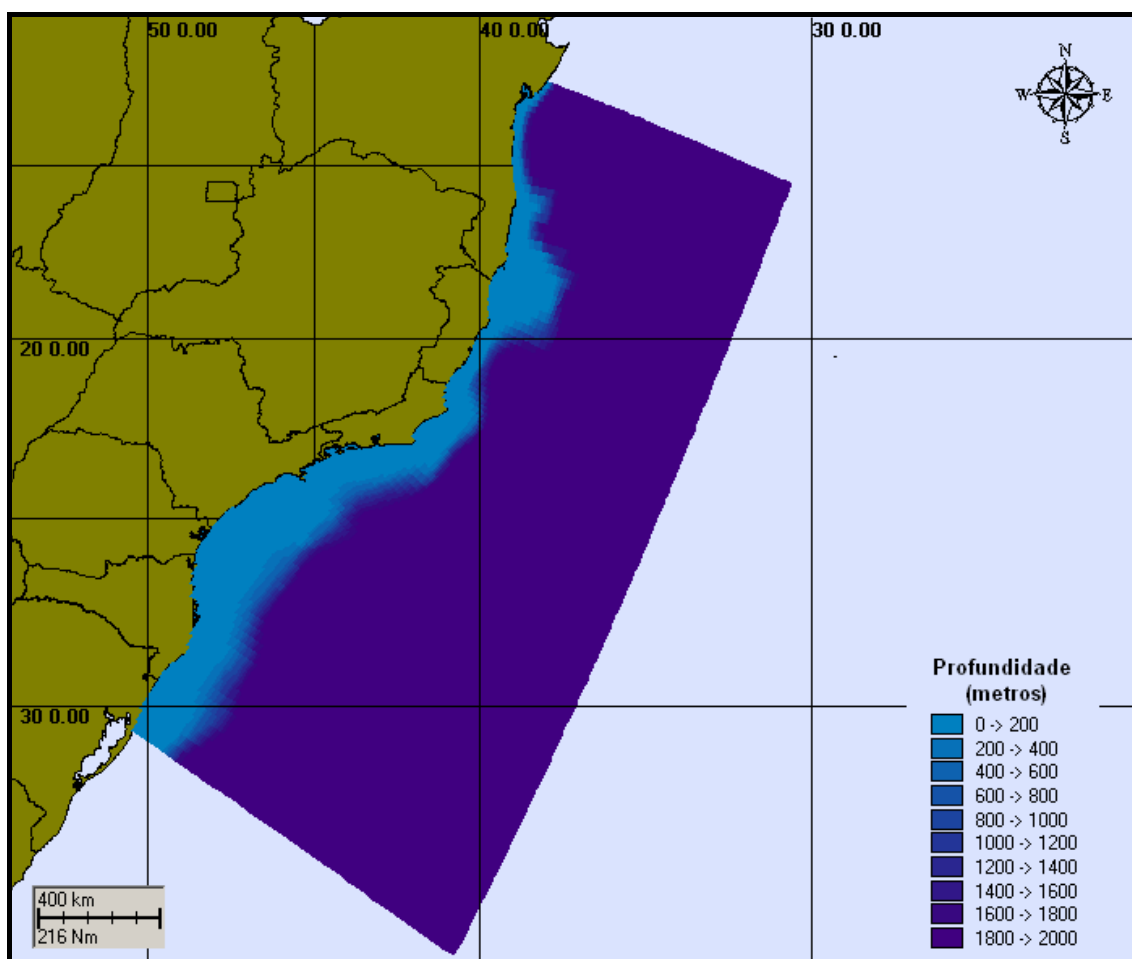 50 0.00
40 0.00
30 0.00
N
W
E
S
20 0.00
30 0.00
Profundidade
(metros)
0 -> 200
200 -> 400
400 -> 600
600 -> 800
800 -> 1000
1000 -> 1200
1200 -> 1400
1400 -> 1600
1600 -> 1800
1800 -> 2000
400 km
216 Nm